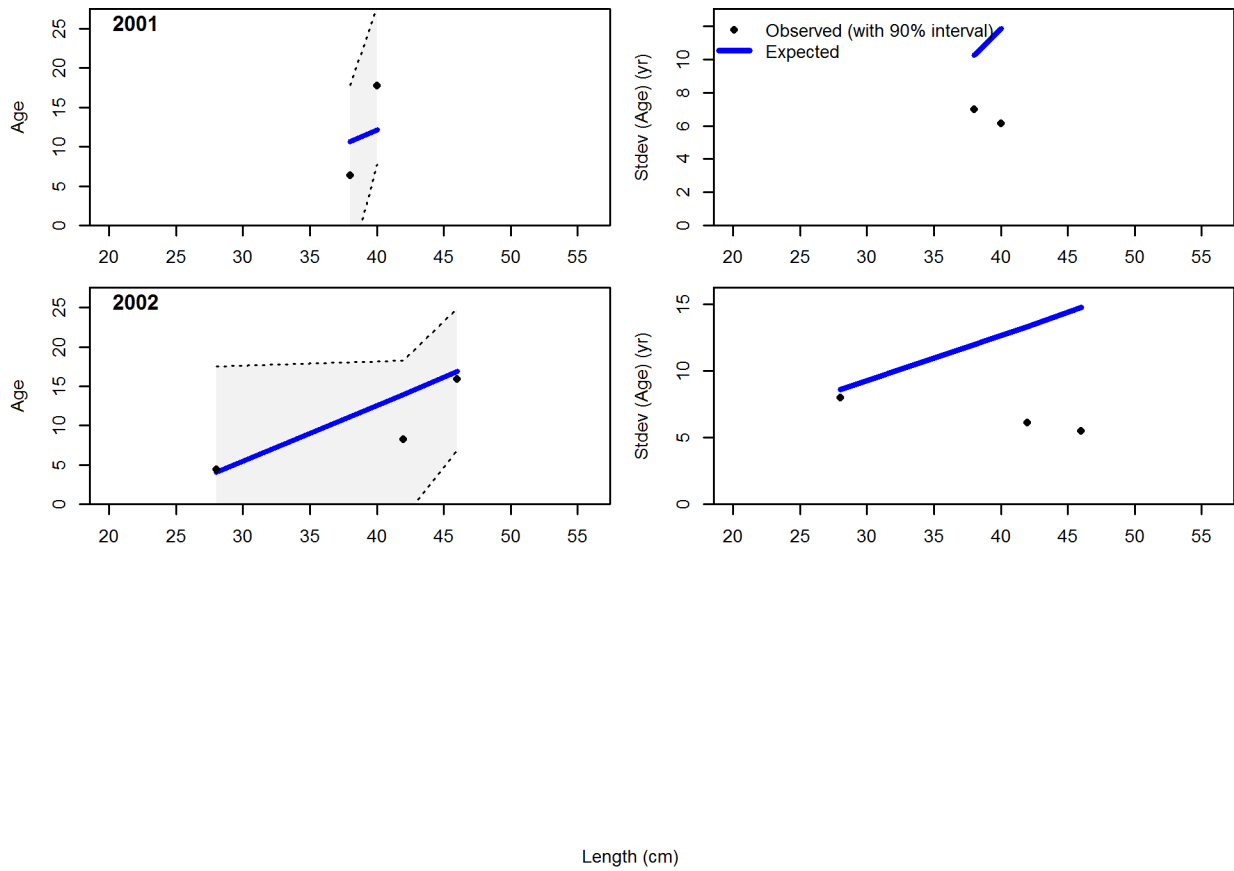 2001
Age
0 5 10 15 20 25
20 25 30 35 40 45 50 55
Observed (with 90% interval)
Expected
Stdev (Age) (yr)
0 2 4 6 8 10
20 25 30 35 40 45 50 55
2002
Age
0 5 10 15 20 25
20 25 30 35 40 45 50 55
Stdev (Age) (yr)
0 5 10 15
20 25 30 35 40 45 50 55
Length (cm)